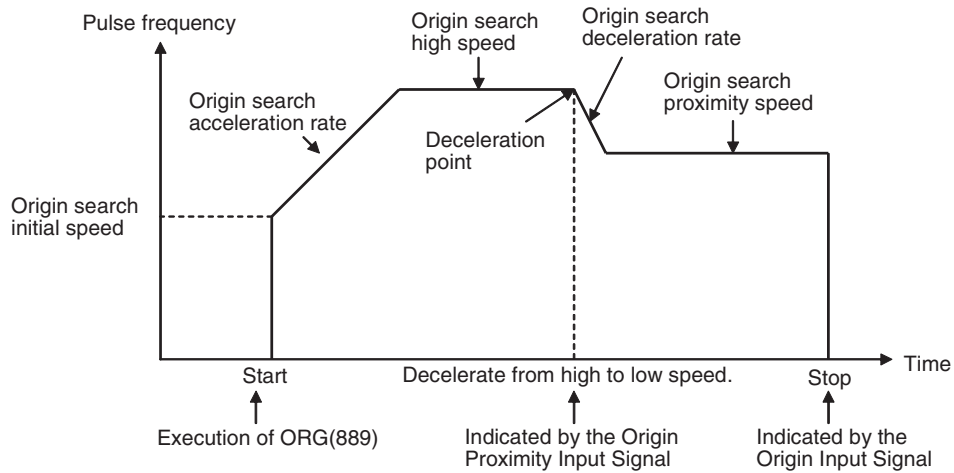 Pulse frequency
Origin search
high speed
Origin search
deceleration rate
Origin search
acceleration rate
Origin search
proximity speed
Deceleration
point
Origin search
initial speed
Start
Decelerate from high to low speed.
Stop
Time
Execution of ORG(889)
Indicated by the Origin
Proximity Input Signal
Indicated by the
Origin Input Signal